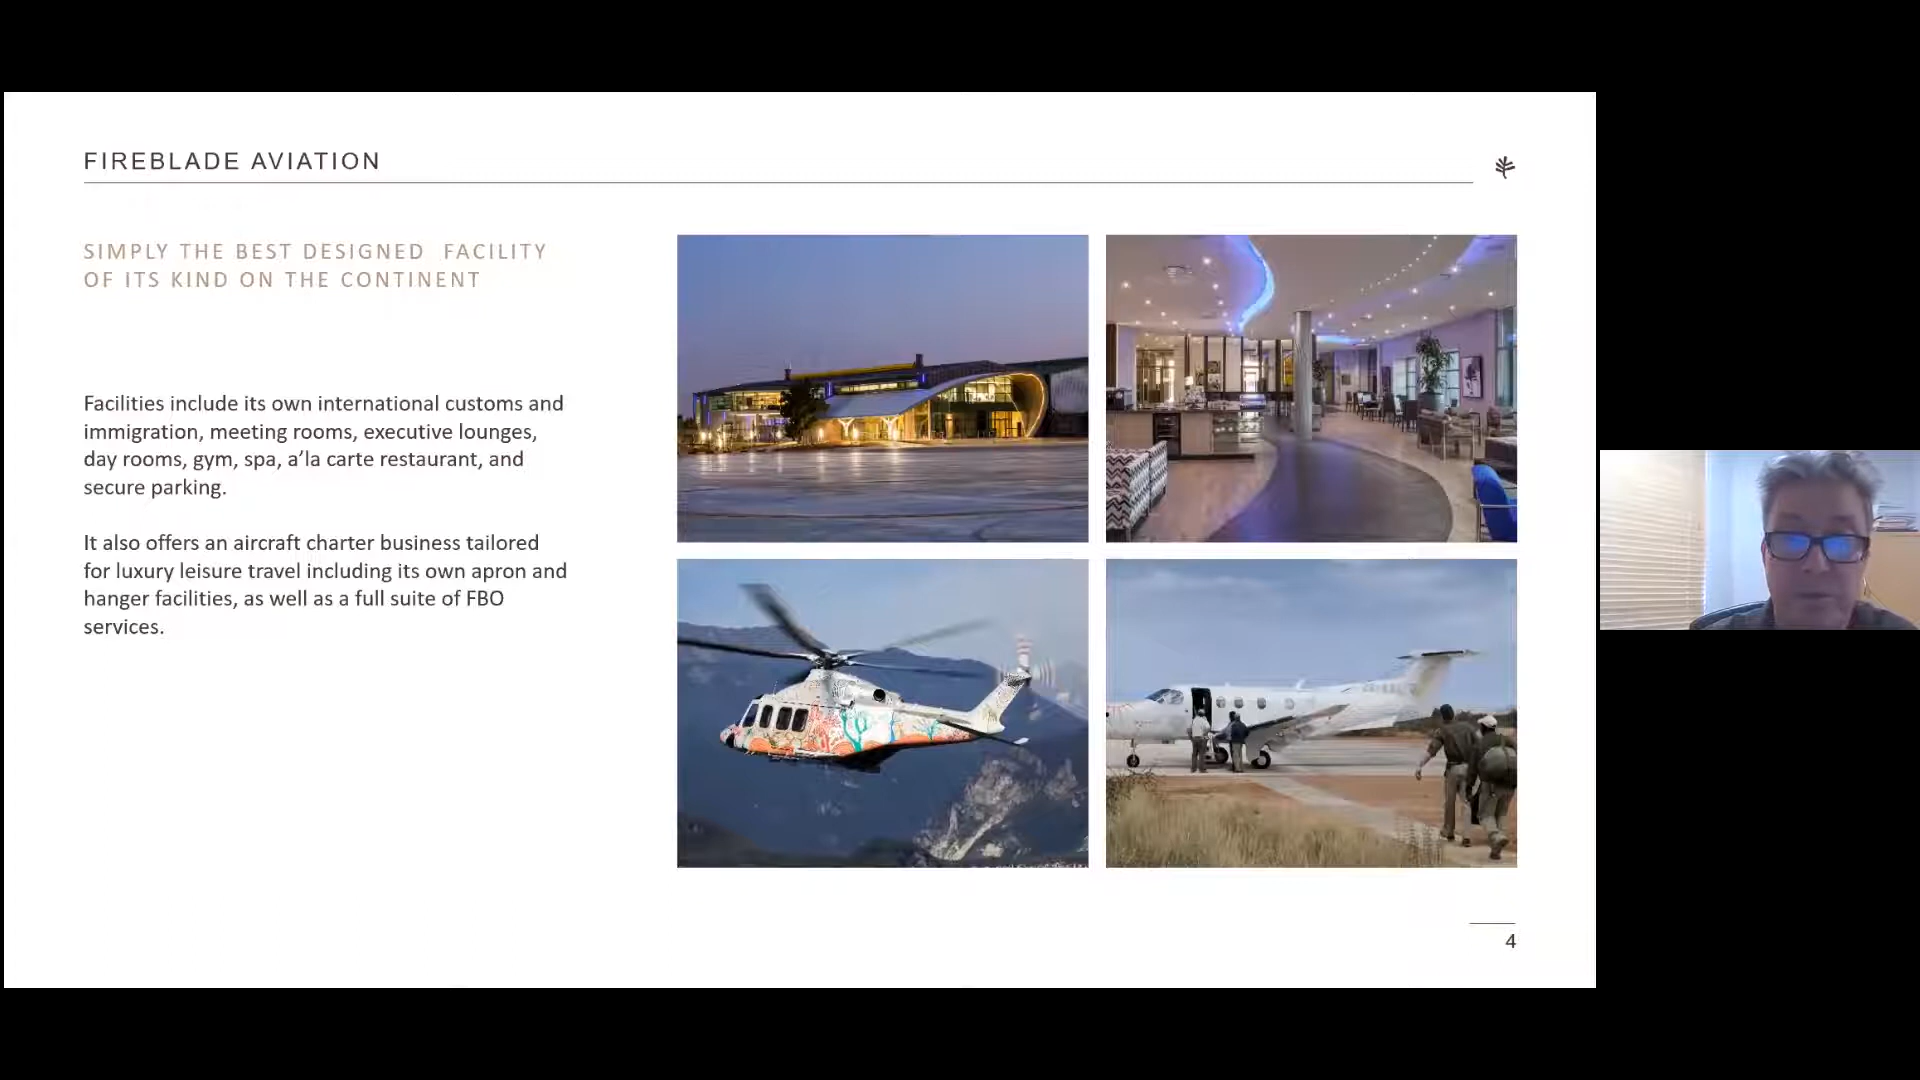 FIREBLADE AVIATION
SIMPLY THE BEST DESIGNED FACILITY
OF ITS KIND ON THE CONTINENT
Facilities include its own international customs and
immigration, meeting rooms, executive lounges,
day rooms, gym, spa, a’la carte restaurant, and
secure parking.
It also offers an aircraft charter business tailored
for luxury leisure travel including its own apron and
hanger facilities, as well as a full suite of FBO
services.
4